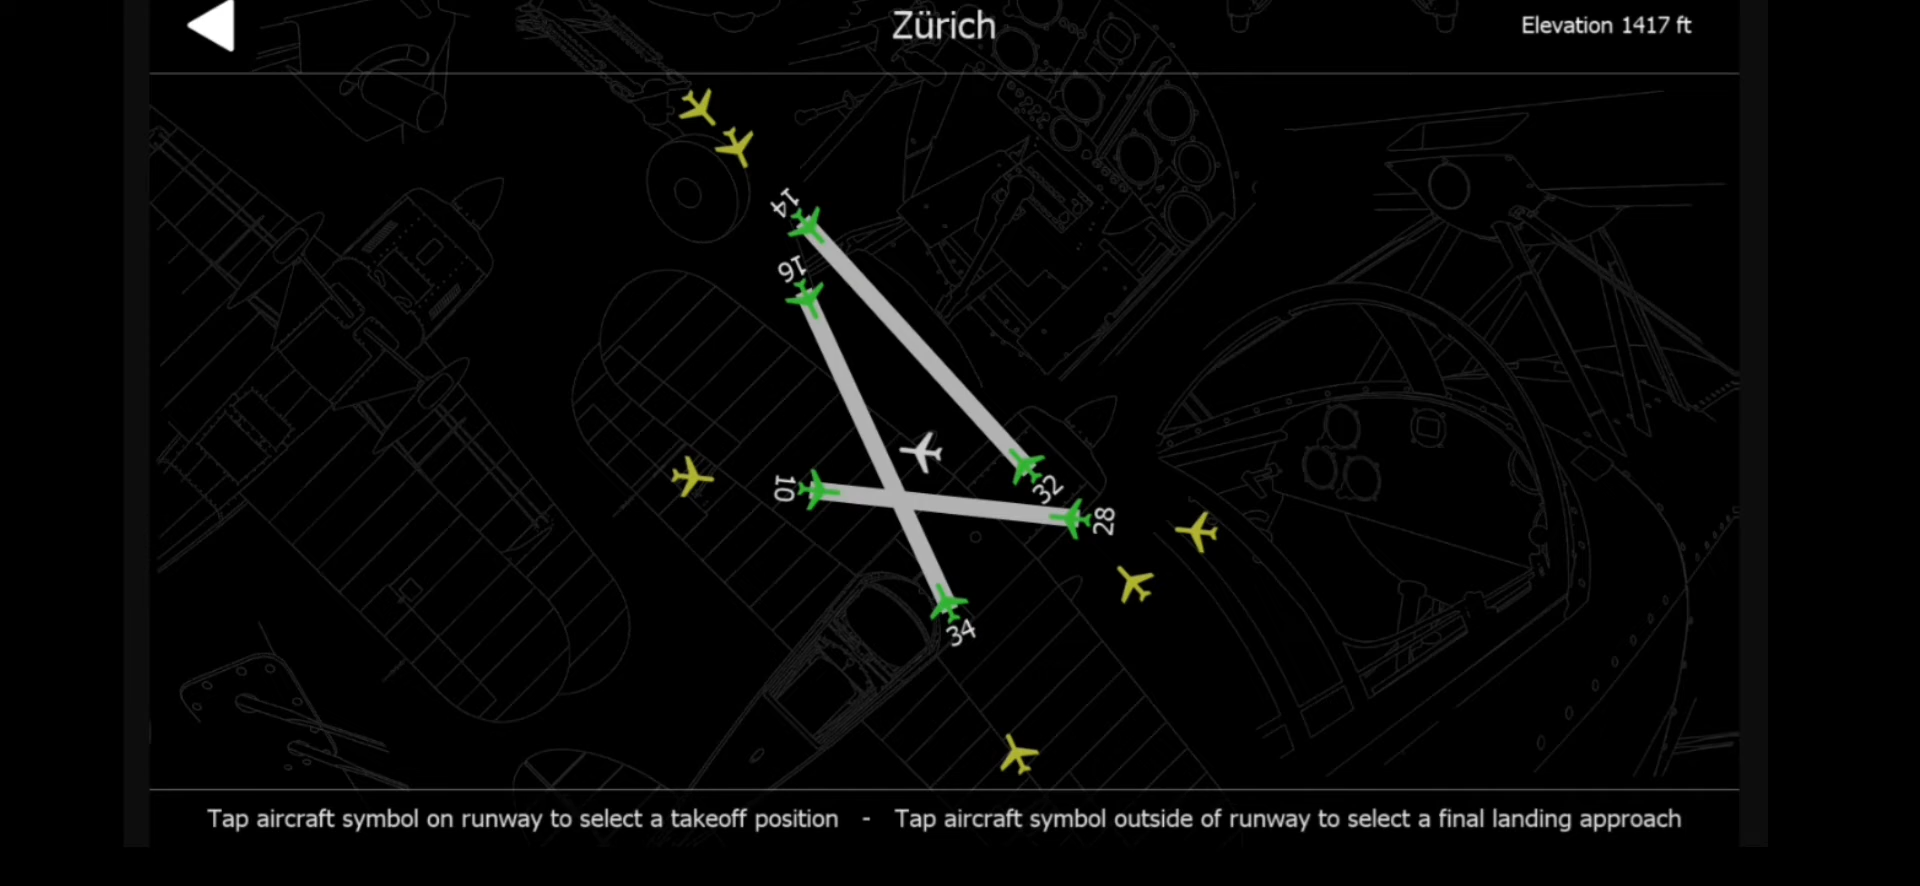 Zürich
Elevation 1417 ft
14
16
10
32
28
34
Tap aircraft symbol on runway to select a takeoff position - Tap aircraft symbol outside of runway to select a final landing approach